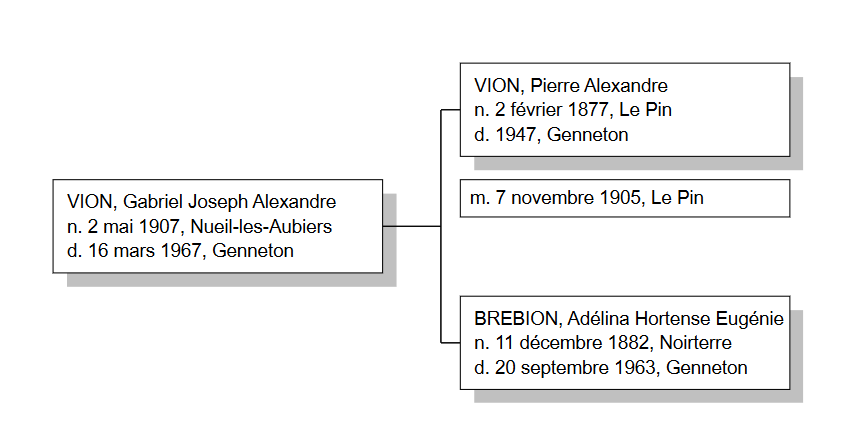 VION, Pierre Alexandre
n. 2 février 1877, Le Pin
d. 1947, Genneton
VION, Gabriel Joseph Alexandre
n. 2 mai 1907, Nueil-les-Aubiers
d. 16 mars 1967, Genneton
m. 7 novembre 1905, Le Pin
BREBION, Adélina Hortense Eugénie
n. 11 décembre 1882, Noirterre
d. 20 septembre 1963, Genneton